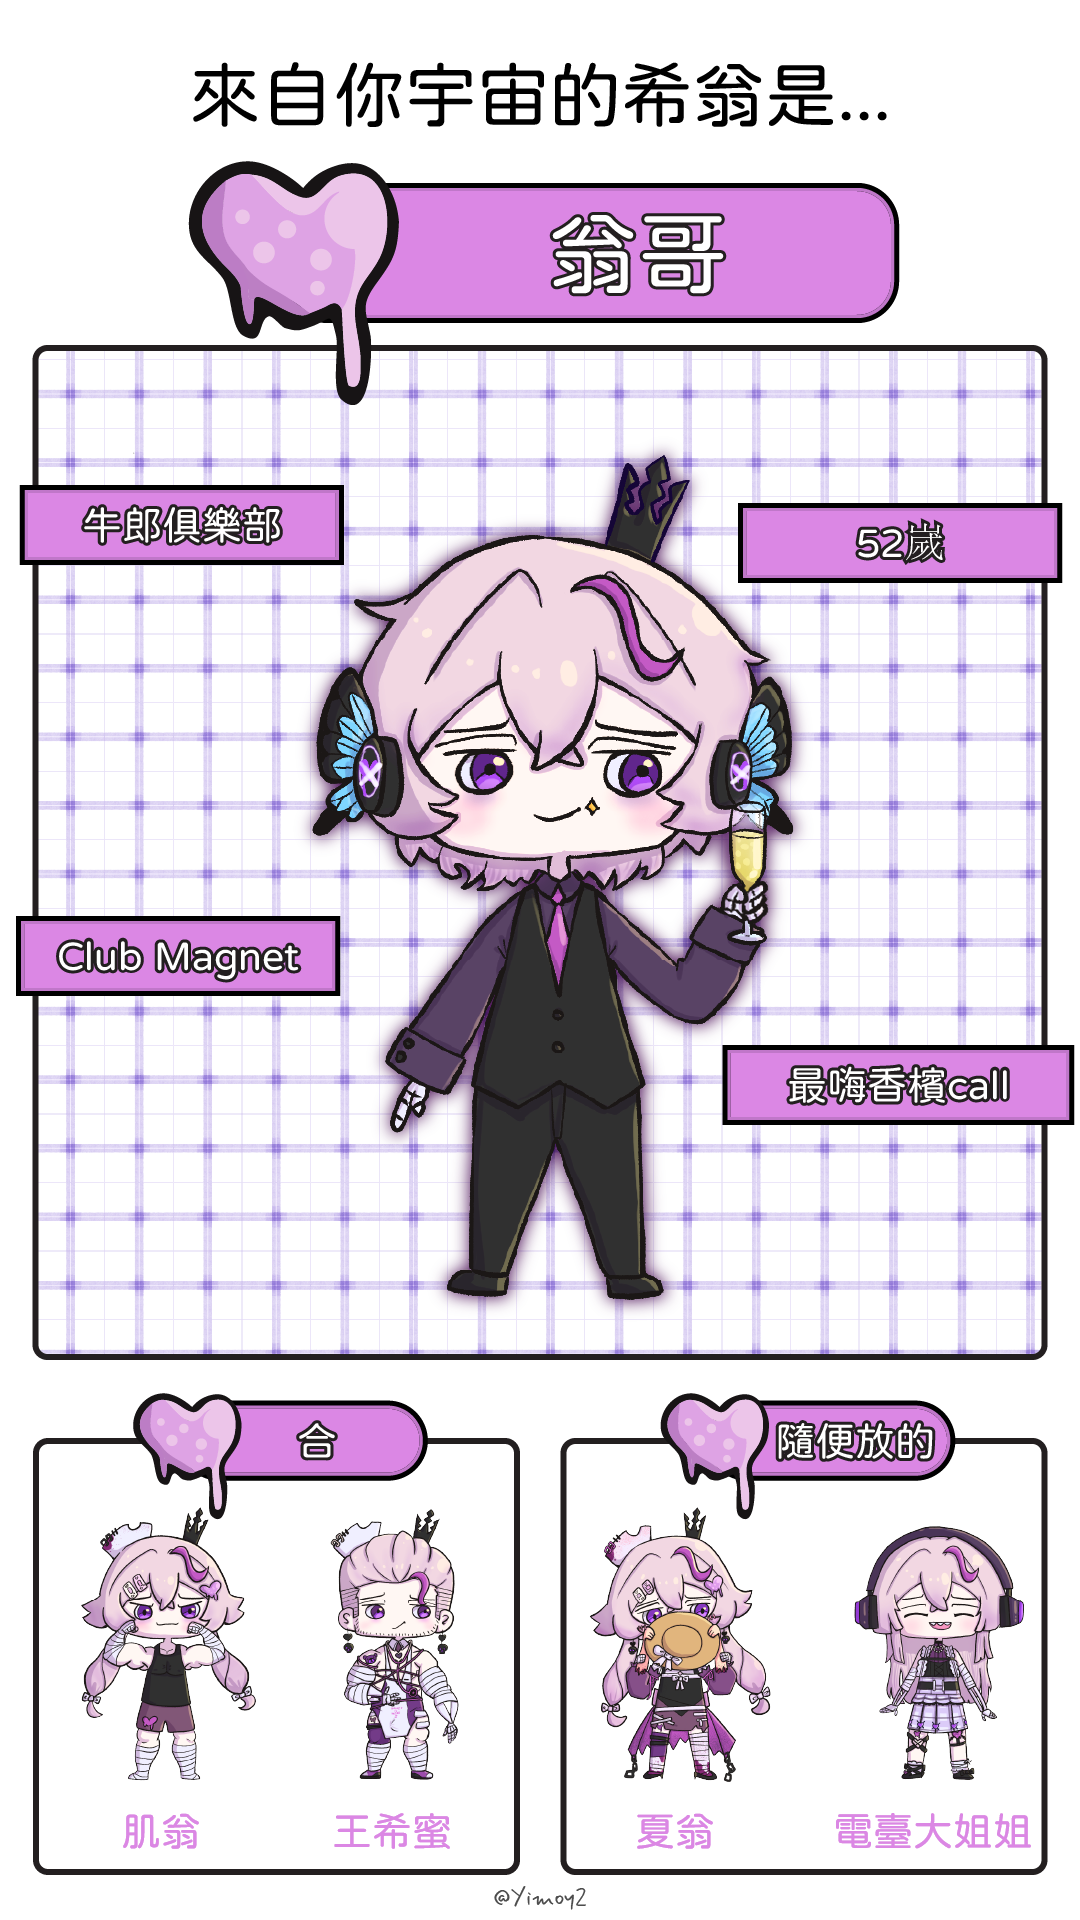 來自你宇宙的希翁是...
翁哥
牛郎俱樂部
52歲
Club Magnet
最嗨香檳call
合
隨便放的
肌翁
王希蜜
夏翁
電臺大姐姐
@Yimoy2